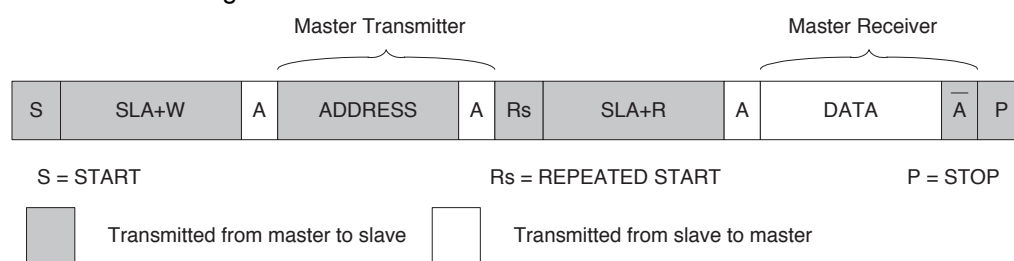 Master Transmitter Master Receiver
S SLA+W A ADDRESS A Rs SLA+R A DATA A̅ P
S = START Rs = REPEATED START P = STOP
Transmitted from master to slave Transmitted from slave to master